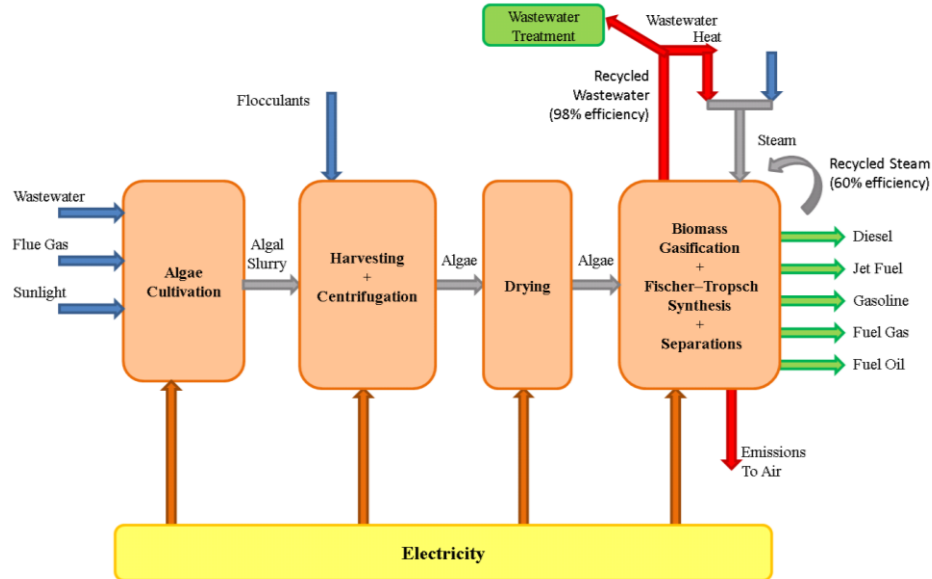 Wastewater
Treatment
Wastewater
Heat
Recycled
Wastewater
(98% efficiency)
Flocculants
Steam
Recycled Steam
(60% efficiency)
Wastewater
Flue Gas
Sunlight
Algae
Cultivation
Algal
Slurry
Harvesting
+
Centrifugation
Algae
Drying
Algae
Biomass
Gasification
+
Fischer–Tropsch
Synthesis
+
Separations
Diesel
Jet Fuel
Gasoline
Fuel Gas
Fuel Oil
Emissions
To Air
Electricity